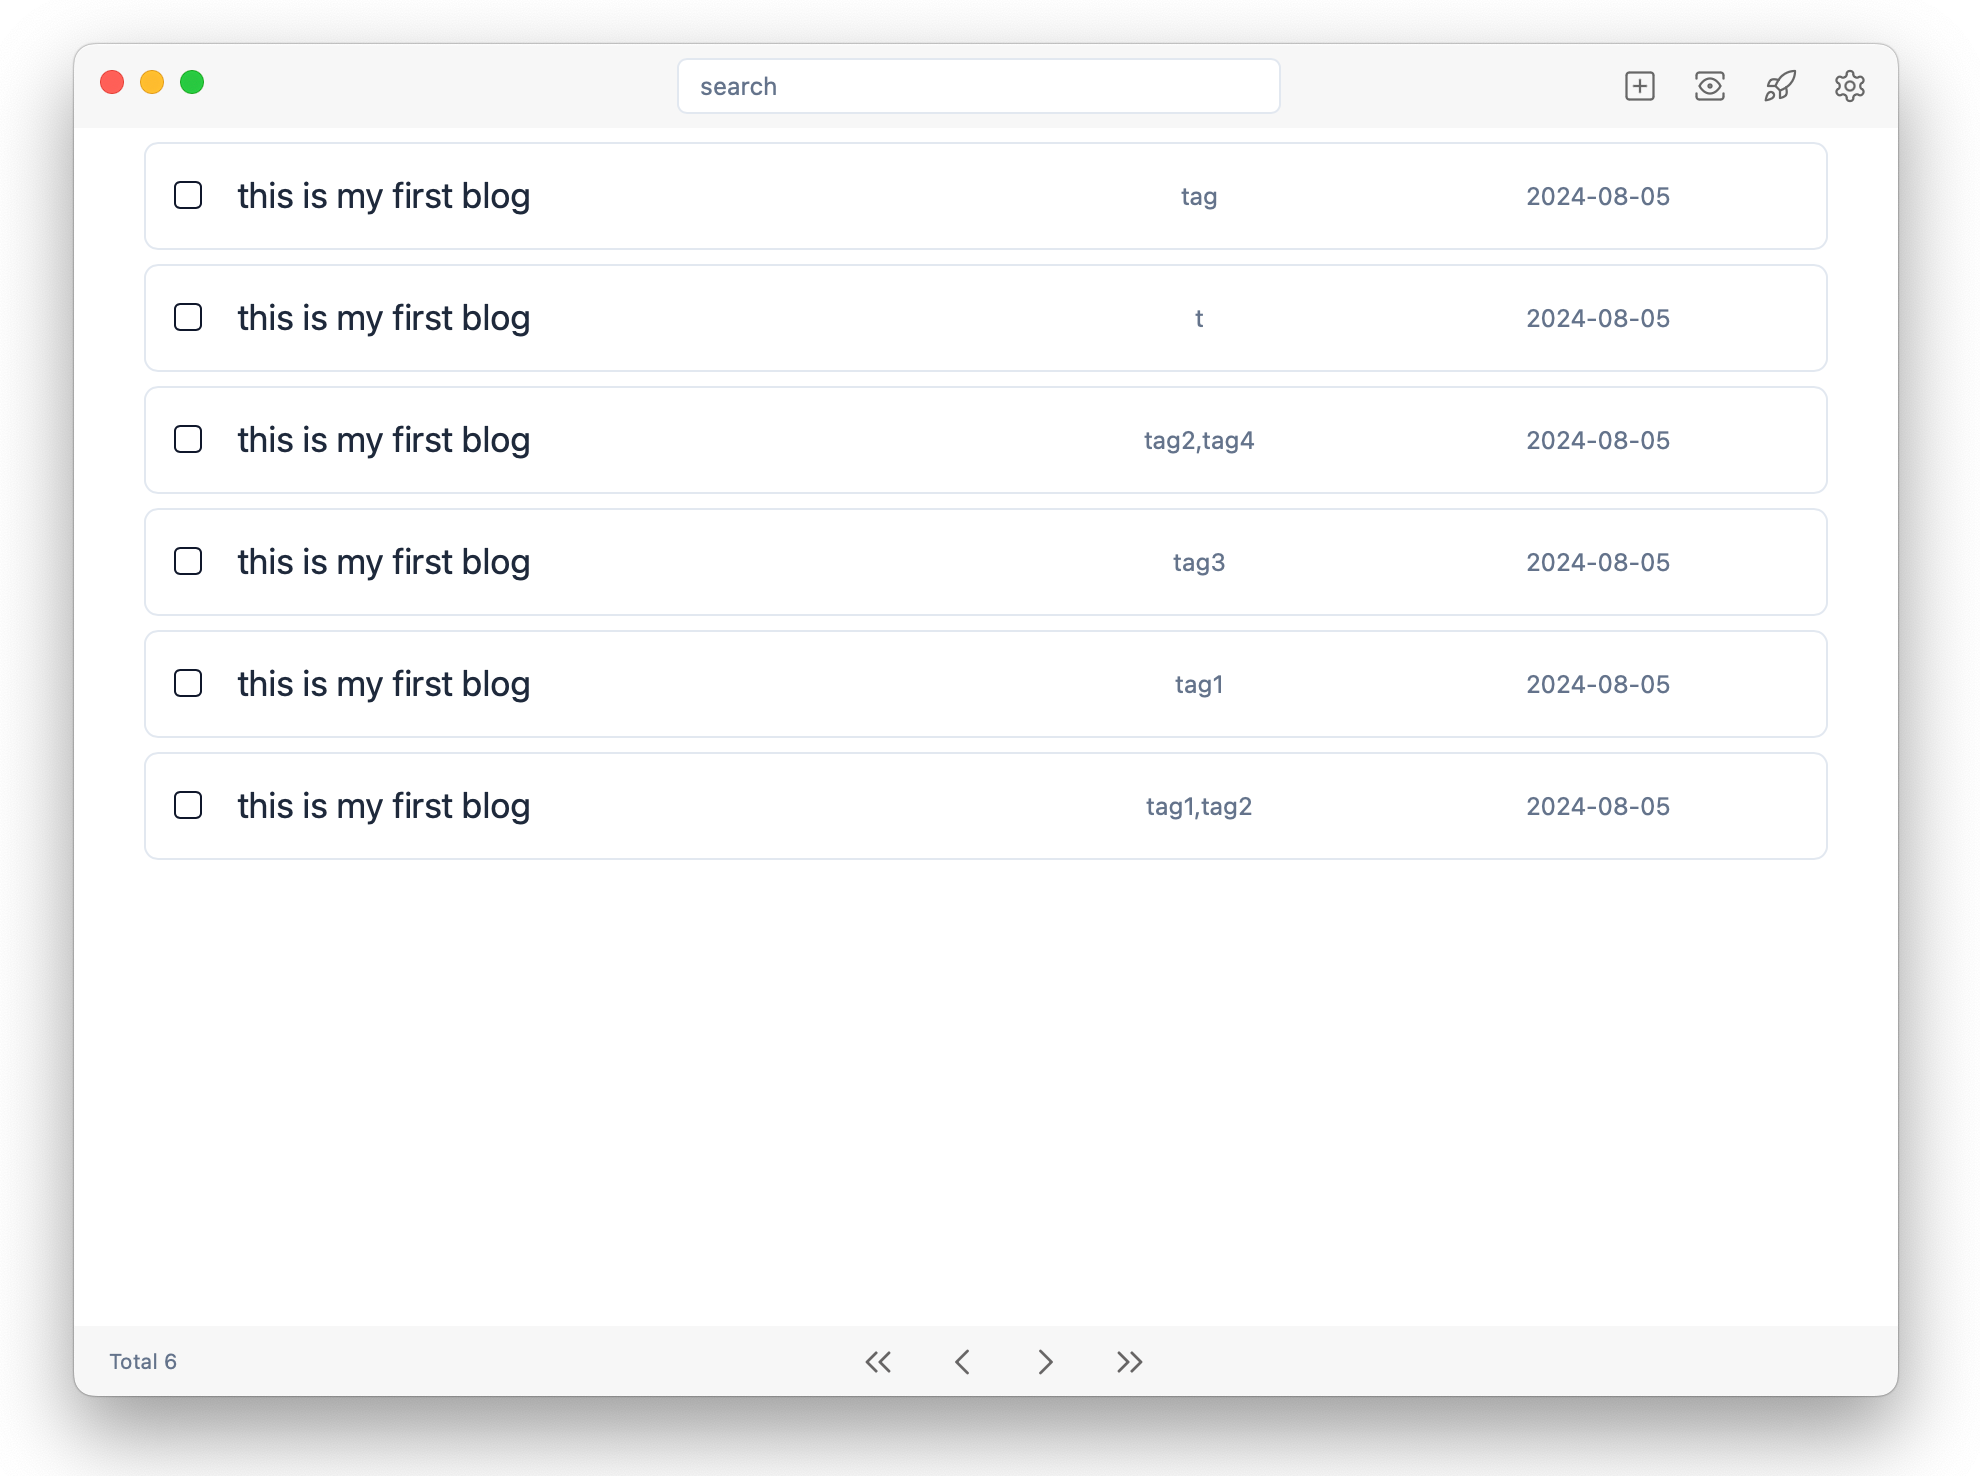 search
this is my first blog tag 2024-08-05
this is my first blog t 2024-08-05
this is my first blog tag2,tag4 2024-08-05
this is my first blog tag3 2024-08-05
this is my first blog tag1 2024-08-05
this is my first blog tag1,tag2 2024-08-05
Total 6